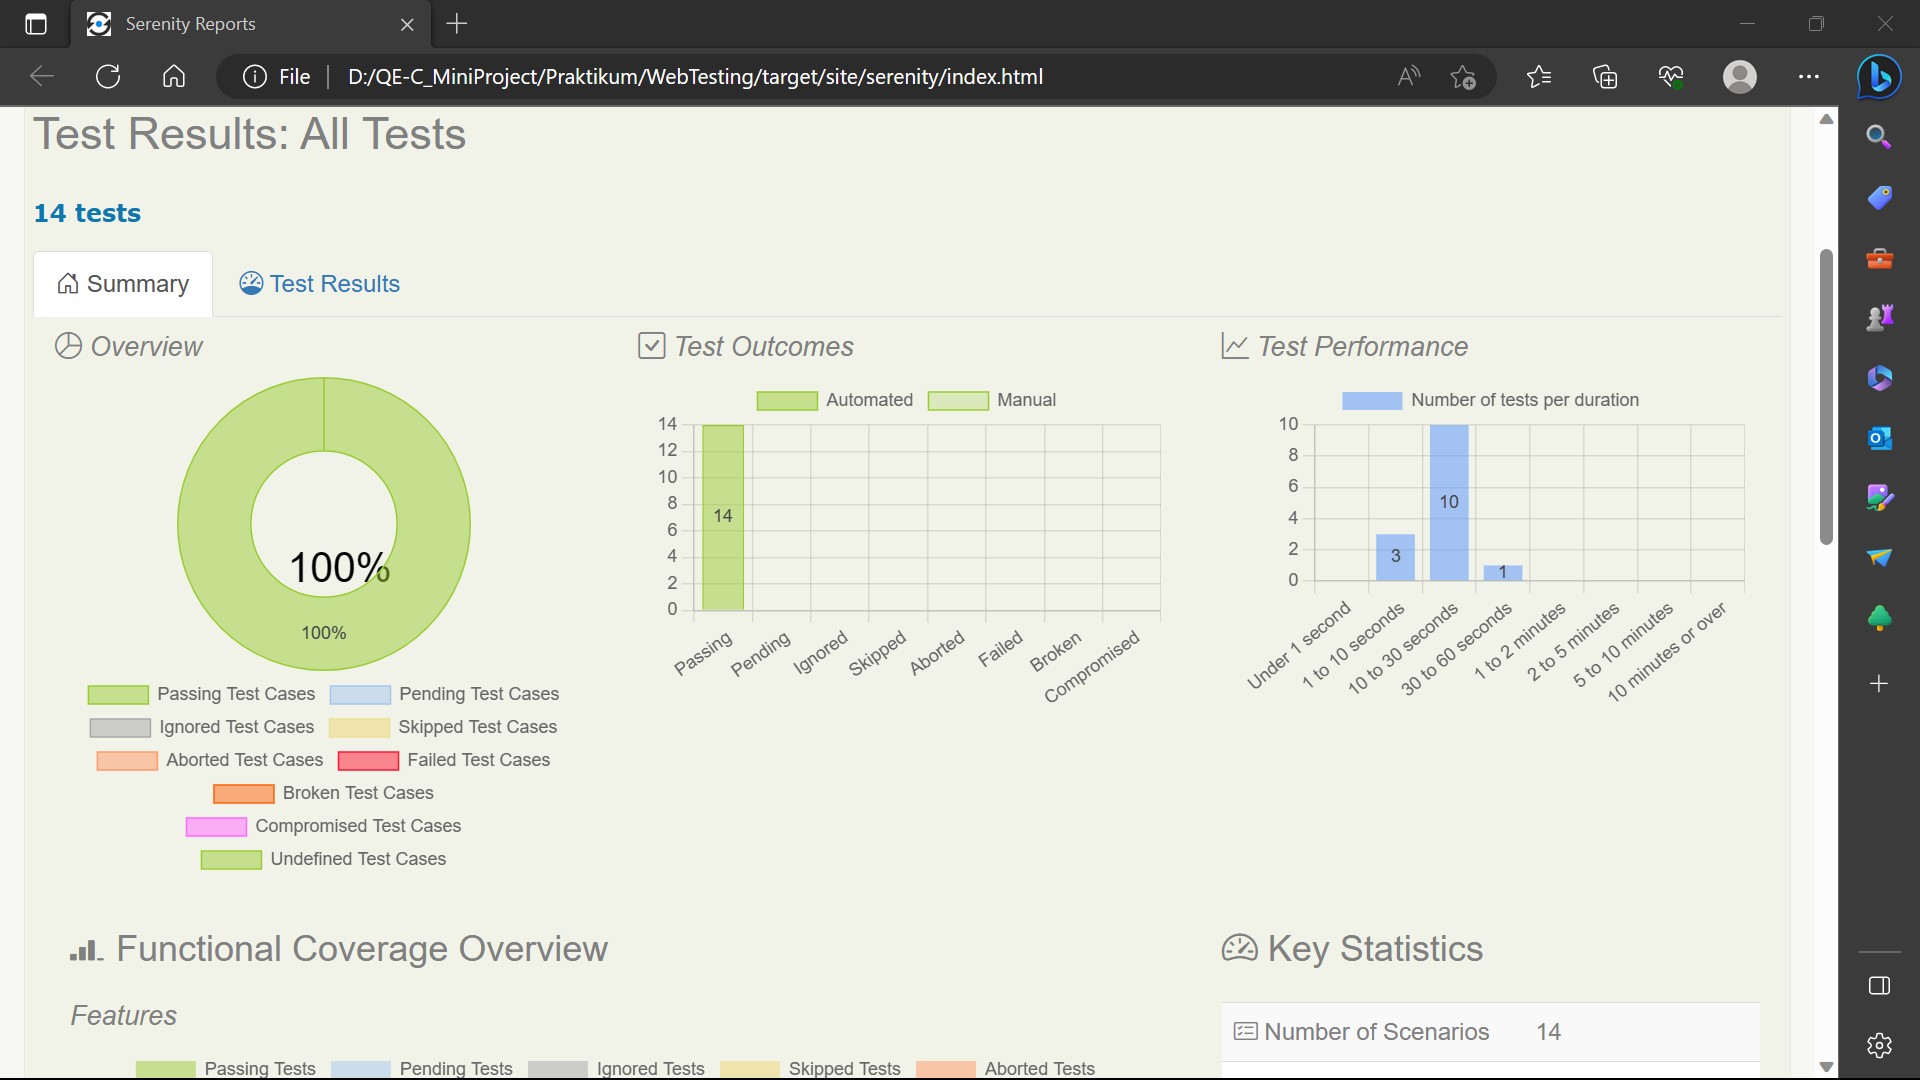 Serenity Reports
File
D:/QE-C_MiniProject/Praktikum/WebTesting/target/site/serenity/index.html
Test Results: All Tests
14 tests
Summary
Test Results
Overview
100%
100%
Passing Test Cases
Pending Test Cases
Ignored Test Cases
Skipped Test Cases
Aborted Test Cases
Failed Test Cases
Broken Test Cases
Compromised Test Cases
Undefined Test Cases
Test Outcomes
Automated
Manual
14
12
10
8
6
4
2
0
14
Passing
Pending
Ignored
Skipped
Aborted
Failed
Broken
Compromised
Test Performance
Number of tests per duration
10
8
6
4
2
0
3
10
1
Under 1 second
1 to 10 seconds
10 to 30 seconds
30 to 60 seconds
1 to 2 minutes
2 to 5 minutes
5 to 10 minutes
10 minutes or over
Functional Coverage Overview
Features
Passing Tests
Pending Tests
Ignored Tests
Skipped Tests
Aborted Tests
Key Statistics
Number of Scenarios
14